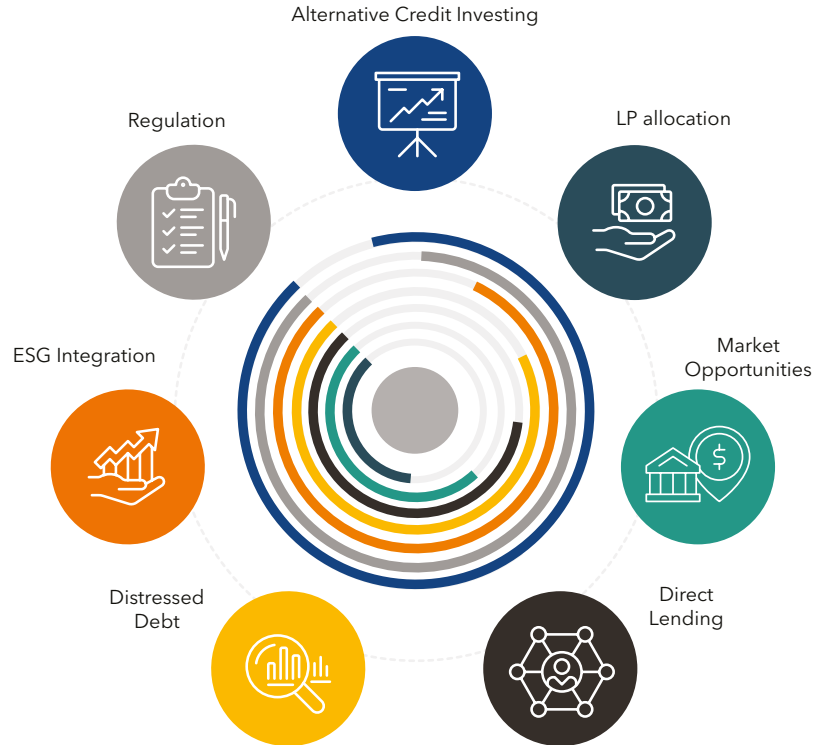 Alternative Credit Investing
Regulation
LP allocation
ESG Integration
Market
Opportunities
$
Distressed
Debt
Direct
Lending